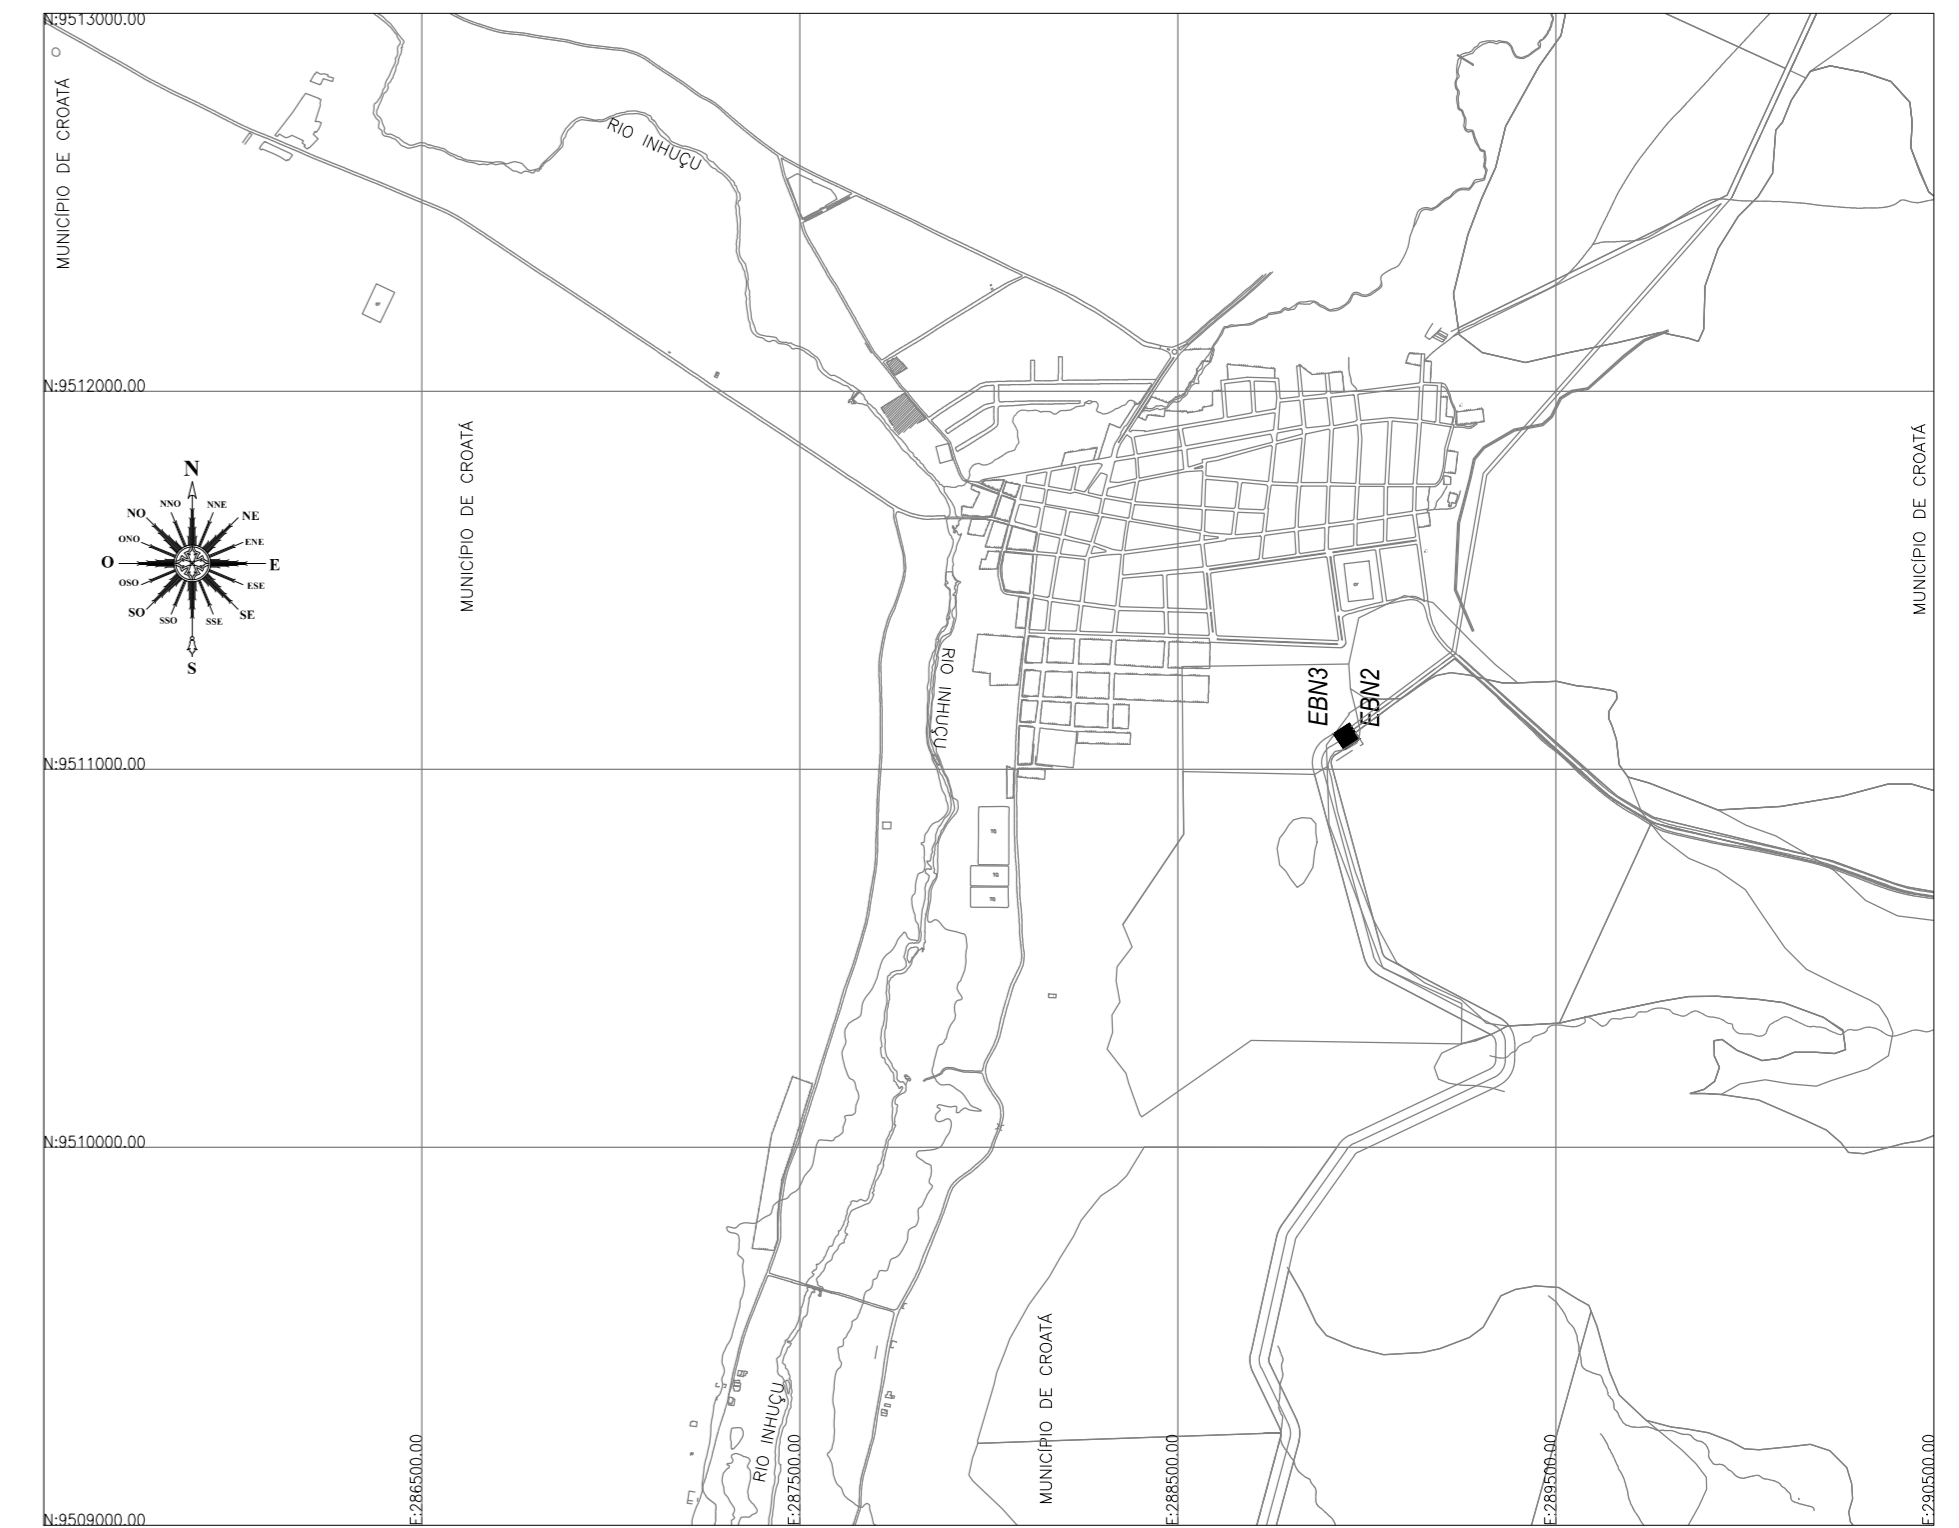 N:9513000.00
MUNICÍPIO DE CROATÁ
RIO INHUÇU
N:9512000.00
MUNICÍPIO DE CROATÁ
MUNICÍPIO DE CROATÁ
N
NNO
NNE
NO
NE
ONO
ENE
O
E
OSO
ESE
SO
SE
SSO
SSE
S
RIO INHUÇU
EBN3
EBN2
N:9511000.00
N:9510000.00
MUNICÍPIO DE CROATÁ
RIO INHUÇU
E:286500.00
E:287500.00
E:288500.00
E:289500.00
E:290500.00
N:9509000.00